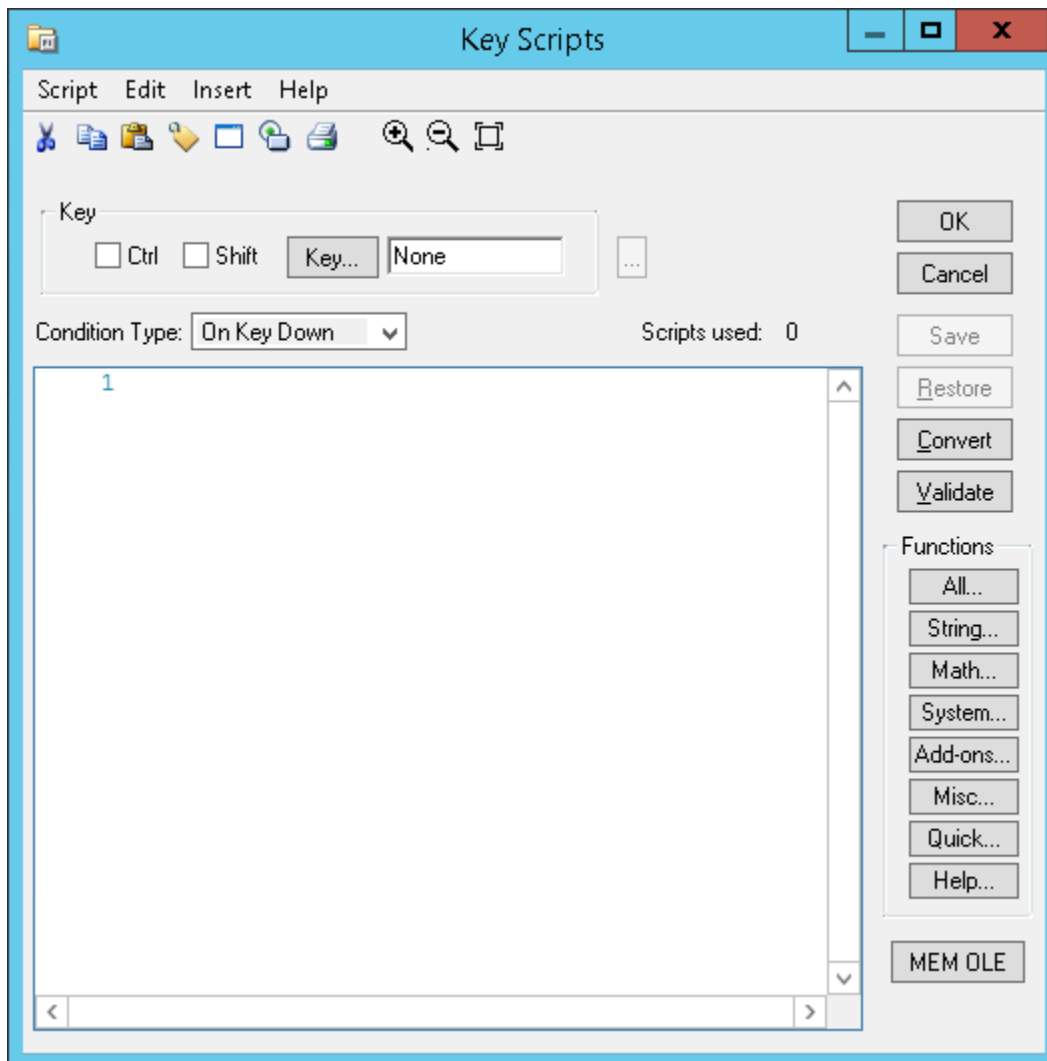 Key Scripts
Script Edit Insert Help
Key
Ctrl Shift Key... None ...
OK
Cancel
Condition Type: On Key Down Scripts used: 0
Save
1
Restore
Convert
Validate
Functions
All...
String...
Math...
System...
Add-ons...
Misc...
Quick...
Help...
MEM OLE